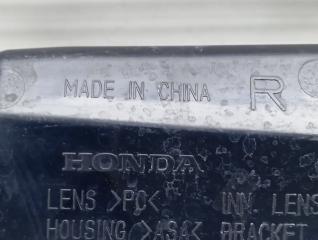 MADE IN CHINA R
HONDA
LENS >PC< INN. LENS
HOUSING >ASA< BRACKET